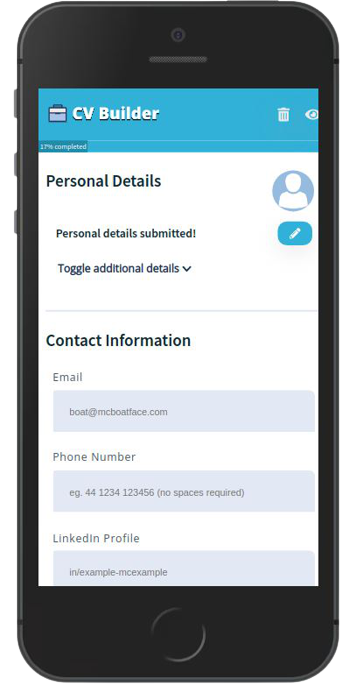 CV Builder
17% completed
Personal Details
Personal details submitted!
Toggle additional details
Contact Information
Email
boat@mcboatface.com
Phone Number
eg. 44 1234 123456 (no spaces required)
LinkedIn Profile
in/example-mcexample